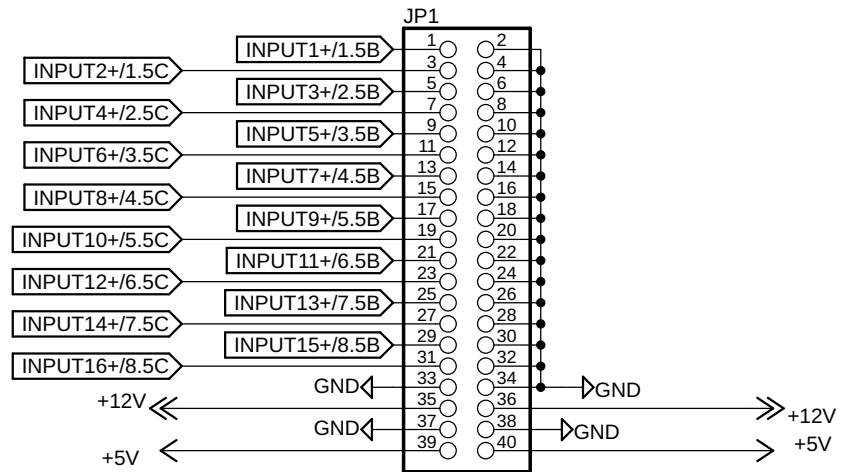 JP1
INPUT1+/1.5B 1 2
INPUT2+/1.5C 3 4
INPUT3+/2.5B 5 6
INPUT4+/2.5C 7 8
INPUT5+/3.5B 9 10
INPUT6+/3.5C 11 12
INPUT7+/4.5B 13 14
INPUT8+/4.5C 15 16
INPUT9+/5.5B 17 18
INPUT10+/5.5C 19 20
INPUT11+/6.5B 21 22
INPUT12+/6.5C 23 24
INPUT13+/7.5B 25 26
INPUT14+/7.5C 27 28
INPUT15+/8.5B 29 30
INPUT16+/8.5C 31 32
GND 33 34 GND
+12V 35 36 +12V
GND 37 38 GND
+5V 39 40 +5V